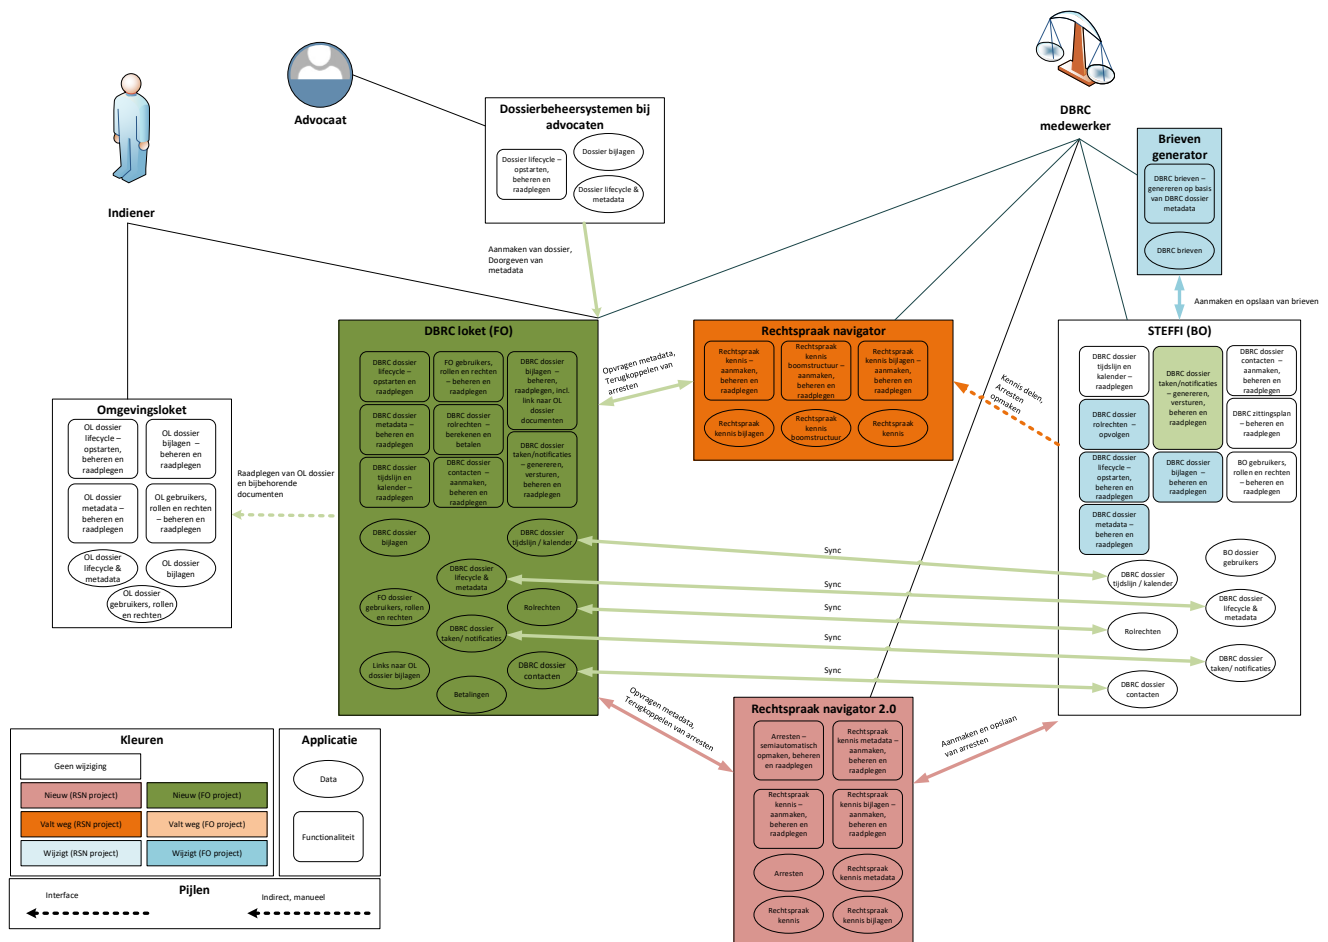 Advocaat
Indiener
DBRC
medewerker
Dossierbeheersystemen bij
advocaten
Dossier lifecycle –
opstarten,
beheren en
raadplegen
Dossier bijlagen
Dossier lifecycle &
metadata
Brieven
generator
DBRC brieven –
genereren op basis
van DBRC dossier
metadata
DBRC brieven
Aanmaken van dossier,
Doorgeven van
metadata
Aanmaken en opslaan van brieven
DBRC loket (FO)
DBRC dossier
lifecycle –
opstarten en
raadplegen
FO gebruikers,
rollen en rechten
– beheren en
raadplegen
DBRC dossier
bijlagen –
beheren,
raadplegen, incl.
link naar OL
dossier
documenten
DBRC dossier
metadata –
beheren en
raadplegen
DBRC dossier
rolrechten –
berekenen en
betalen
DBRC dossier
taken/notificaties
– genereren,
versturen,
beheren en
raadplegen
DBRC dossier
tijdslijn en
kalender –
raadplegen
DBRC dossier
contacten –
aanmaken,
beheren en
raadplegen
DBRC dossier
bijlagen
DBRC dossier
tijdslijn / kalender
DBRC dossier
lifecycle &
metadata
FO dossier
gebruikers, rollen
en rechten
Rolrechten
DBRC dossier
taken/ notificaties
Links naar OL
dossier bijlagen
DBRC dossier
contacten
Betalingen
Opvragen metadata,
Terugkoppelen van
arresten
Rechtspraak navigator
Rechtspraak
kennis –
aanmaken,
beheren en
raadplegen
Rechtspraak
kennis
boomstructuur –
aanmaken,
beheren en
raadplegen
Rechtspraak
kennis bijlagen –
aanmaken,
beheren en
raadplegen
Rechtspraak
kennis bijlagen
Rechtspraak
kennis
boomstructuur
Rechtspraak
kennis
Kennis delen,
Arresten
opmaken
STEFFI (BO)
DBRC dossier
tijdslijn en
kalender –
raadplegen
DBRC dossier
taken/notificaties
– genereren,
versturen,
beheren en
raadplegen
DBRC dossier
contacten –
aanmaken,
beheren en
raadplegen
DBRC dossier
rolrechten –
opvolgen
DBRC zittingsplan
– beheren en
raadplegen
DBRC dossier
lifecycle –
opstarten,
beheren en
raadplegen
DBRC dossier
bijlagen –
beheren en
raadplegen
BO gebruikers,
rollen en rechten
– beheren en
raadplegen
DBRC dossier
metadata –
beheren en
raadplegen
BO dossier
gebruikers
DBRC dossier
tijdslijn / kalender
DBRC dossier
lifecycle &
metadata
Rolrechten
DBRC dossier
taken/ notificaties
DBRC dossier
contacten
Sync
Sync
Sync
Sync
Sync
Omgevingsloket
OL dossier
lifecycle –
opstarten,
beheren en
raadplegen
OL dossier
bijlagen –
beheren en
raadplegen
OL dossier
metadata –
beheren en
raadplegen
OL gebruikers,
rollen en rechten
– beheren en
raadplegen
OL dossier
lifecycle &
metadata
OL dossier
bijlagen
OL dossier
gebruikers, rollen
en rechten
Raadplegen van OL dossier
en bijbehorende
documenten
Opvragen metadata,
Terugkoppelen van arresten
Rechtspraak navigator 2.0
Arresten –
semiautomatisch
opmaken, beheren
en raadplegen
Rechtspraak
kennis metadata –
aanmaken,
beheren en
raadplegen
Rechtspraak
kennis –
aanmaken,
beheren en
raadplegen
Rechtspraak
kennis bijlagen –
aanmaken,
beheren en
raadplegen
Arresten
Rechtspraak
kennis metadata
Rechtspraak
kennis
Rechtspraak
kennis bijlagen
Aanmaken en opslaan
van arresten
Kleuren
Geen wijziging
Nieuw (RSN project)
Nieuw (FO project)
Valt weg (RSN project)
Valt weg (FO project)
Wijzigt (RSN project)
Wijzigt (FO project)
Applicatie
Data
Functionaliteit
Pijlen
Interface
Indirect, manueel